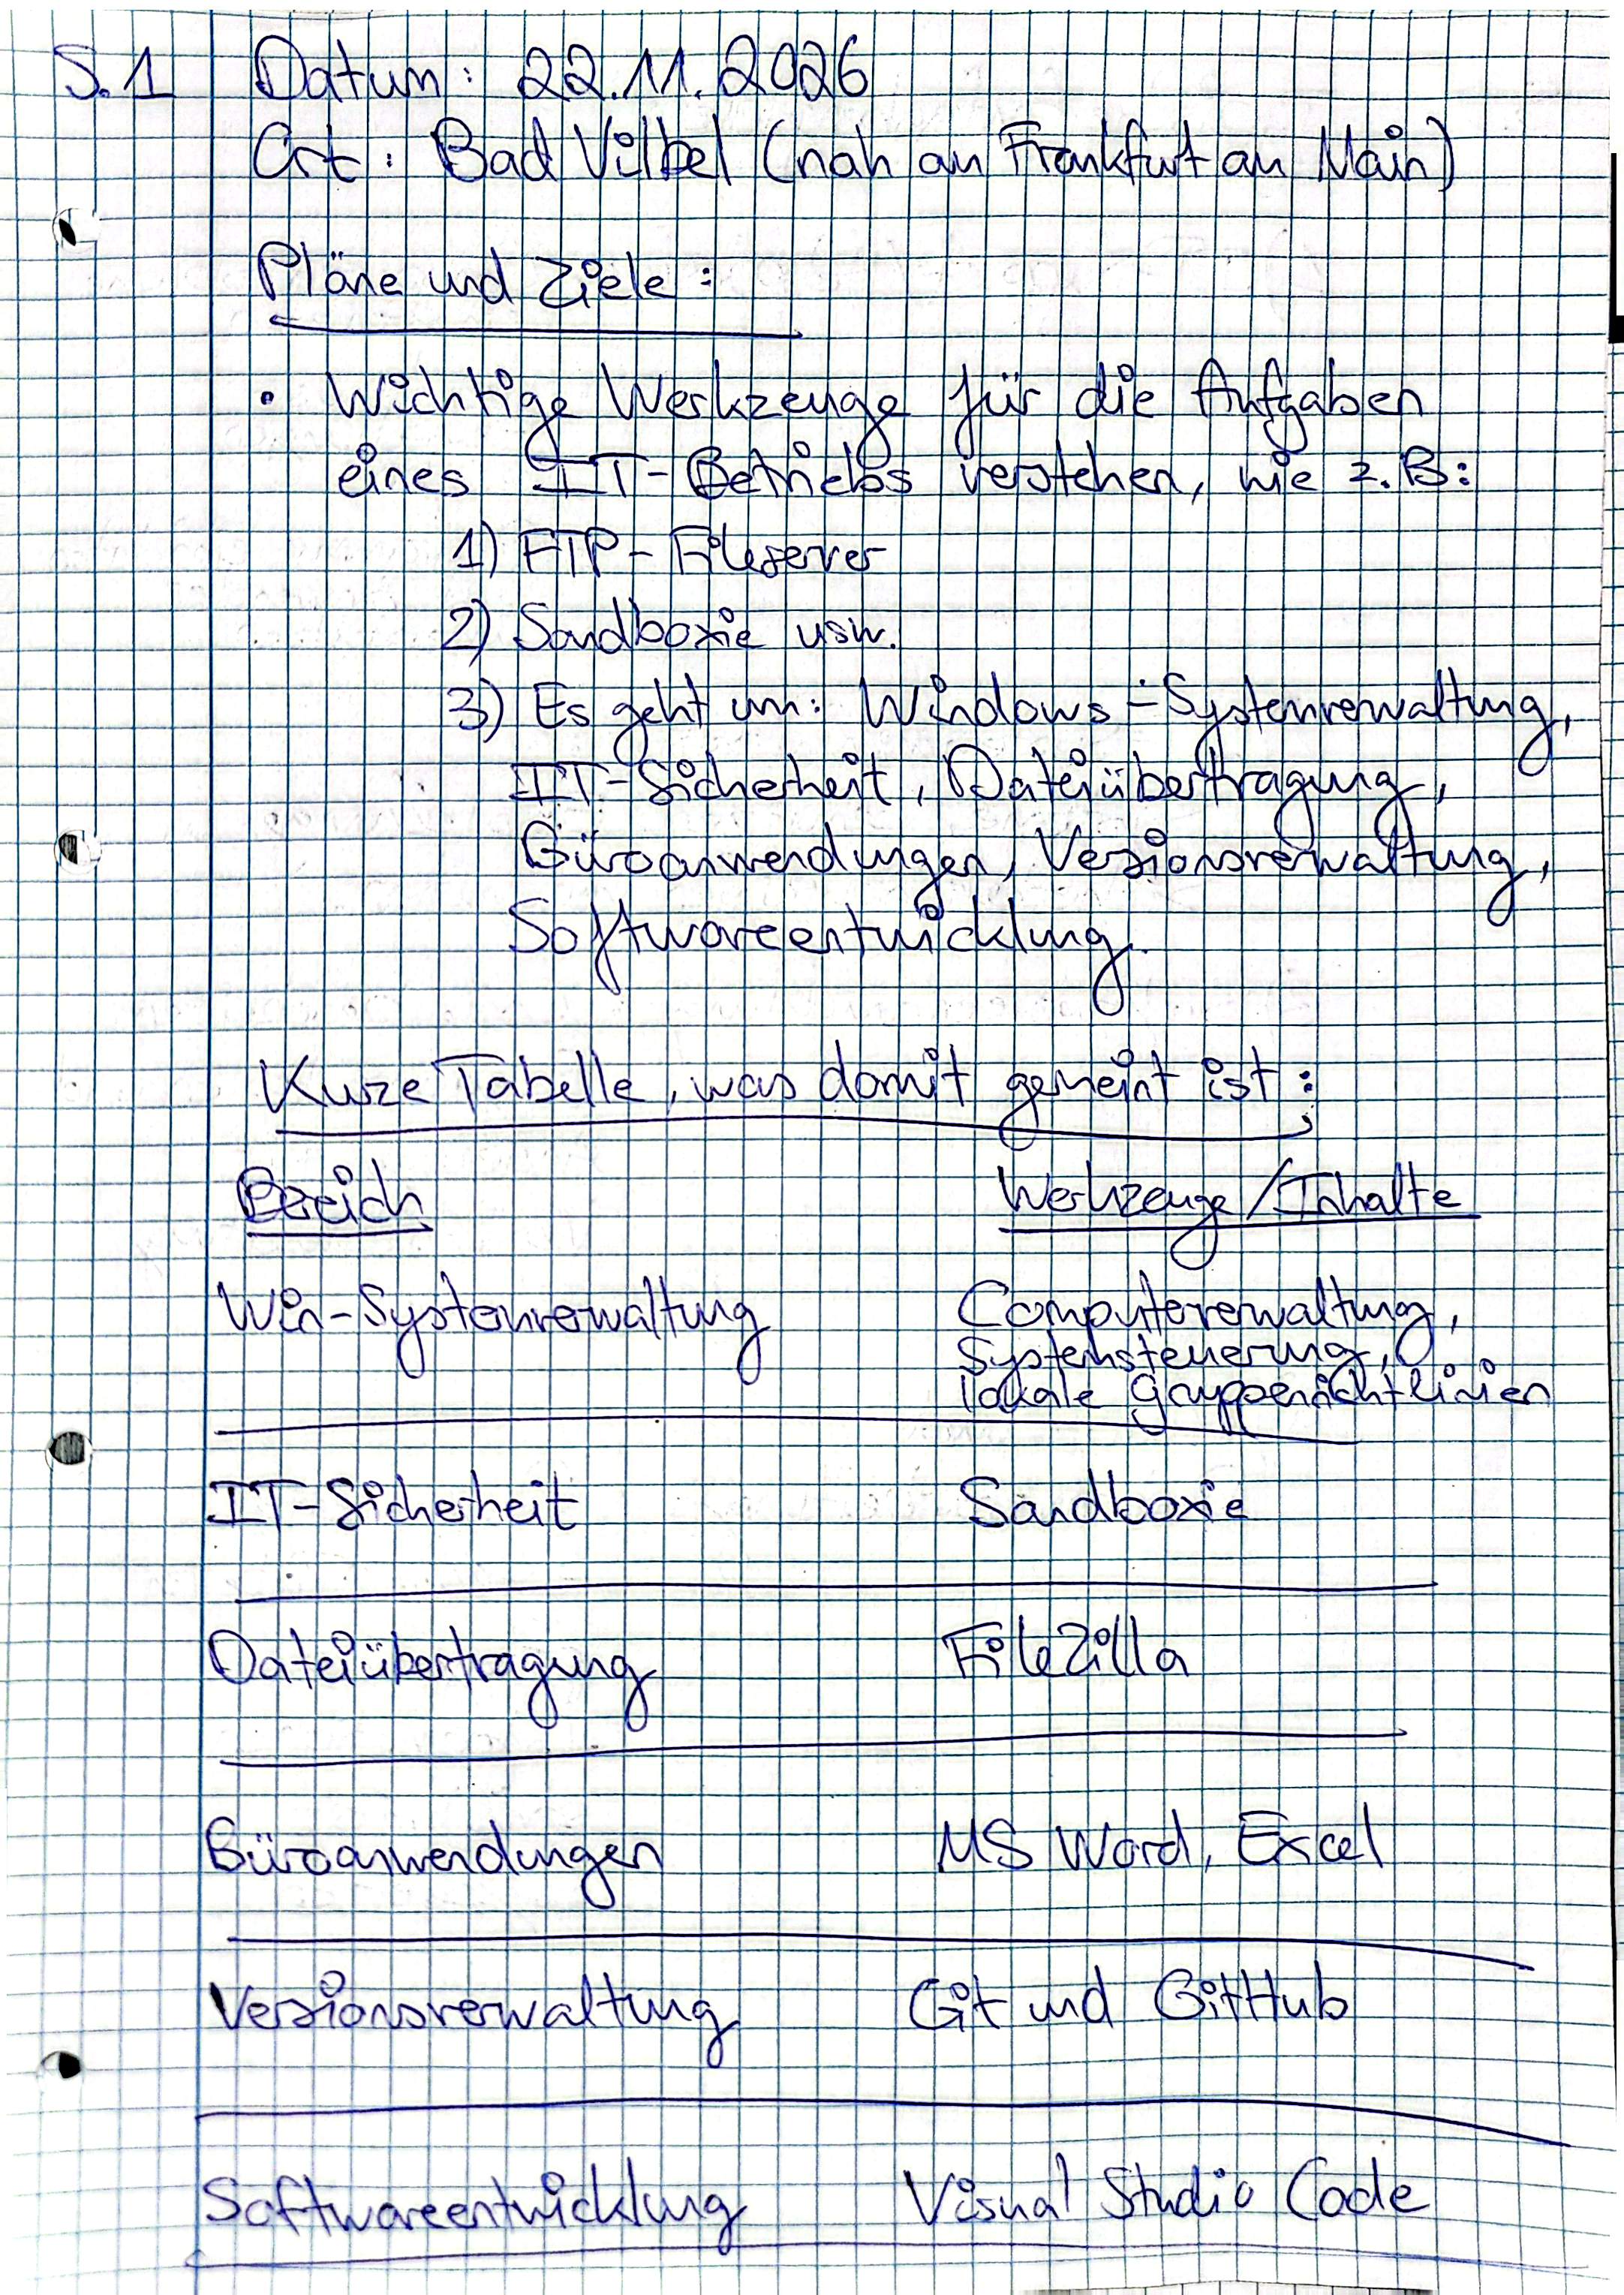 S.1 Datum: 22.11.2026
Ort: Bad Vilbel (nah an Frankfurt am Main)
Pläne und Ziele:
• Wichtige Werkzeuge für die Aufgaben
eines IT-Betriebs verstehen, wie z.B:
1) FTP-Fileserver
2) Sandboxie usw.
3) Es geht um: Windows-Systemverwaltung,
IT-Sicherheit, Dateiübertragung,
Büroanwendungen, Versionsverwaltung,
Softwareentwicklung.
Kurze Tabelle, was damit gemeint ist:
Bereich Werkzeuge/Inhalte
Win-Systemverwaltung Computerverwaltung,
Systemsteuerung,
lokale Gruppenrichtlinien
IT-Sicherheit Sandboxie
Dateiübertragung FileZilla
Büroanwendungen MS Word, Excel
Versionsverwaltung Git und GitHub
Softwareentwicklung Visual Studio Code